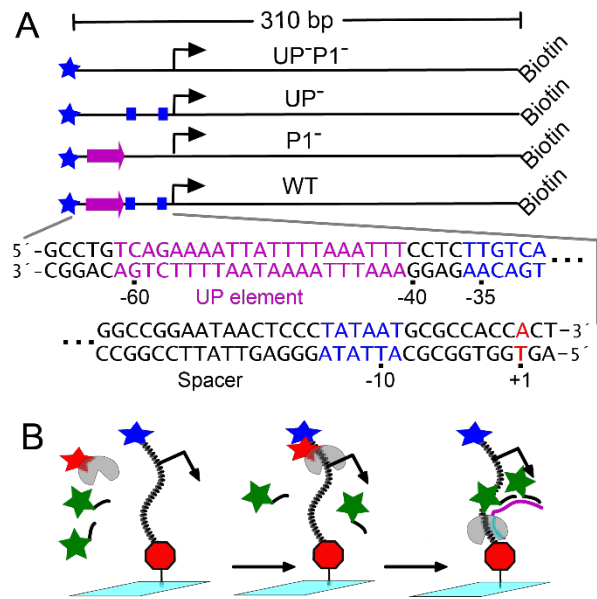 A
310 bp
UP⁻P1⁻
Biotin
UP⁻
Biotin
P1⁻
Biotin
WT
Biotin
5´-GCCTGTCAGAAAATTATTTTAAATTTCCTCTTGTCA...
3´-CGGACAGTCTTTTAATAAAATTTAAAGGAGAACAGT
-60 UP element -40 -35
...GGCCGGAATAACTCCCTATAATGCGCCACCACT-3´
CCGGCCTTATTGAGGGATATTACGCGGTGGTGA-5´
Spacer -10 +1
B